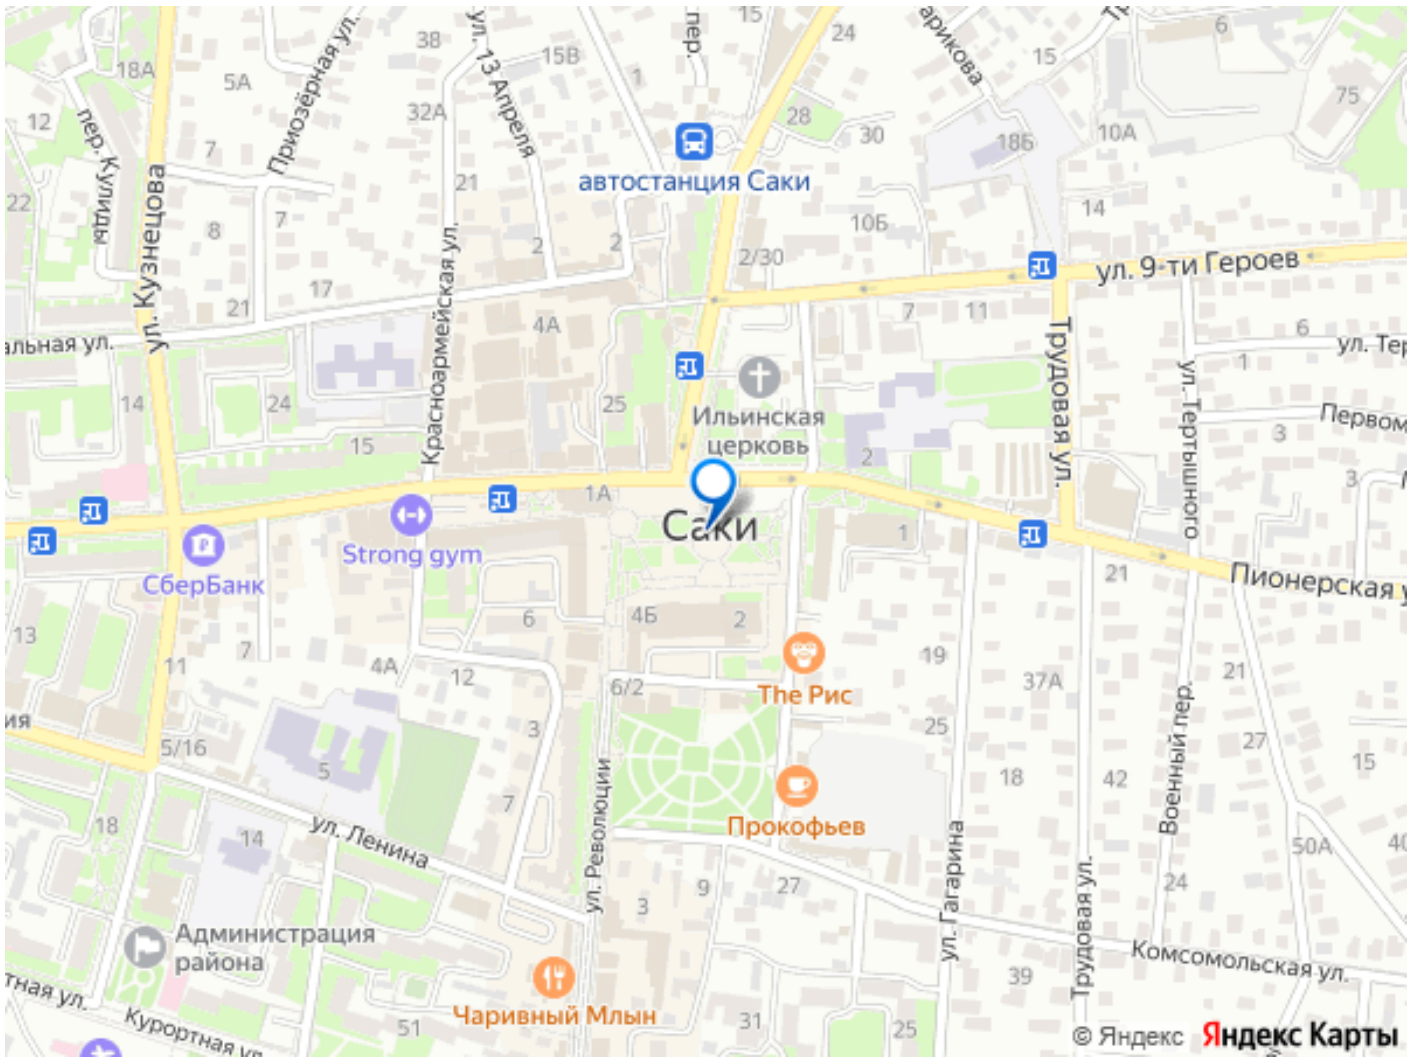 15
пер.
24
15
6
38
15В
1
18А
5А
ул. 13 Апреля
Приозёрная ул.
32А
28
30
75
12
пер. Кулиды
7
18Б
10А
автостанция Саки
22
21
14
8
7
10Б
ул. Кузнецова
2
2
2/30
ул. 9-ти Героев
17
21
Красноармейская ул.
4А
7
11
6
альная ул.
Трудовая ул.
1
ул. Тер
14
24
25
Ильинская
церковь
ул. Тертышного
Первом
3
15
2
3
1А
Саки
1
Strong gym
СберБанк
21
Пионерская у
6
4Б
2
13
7
11
4А
12
19
21
6/2
The Рис
37А
ия
3
25
Военный пер.
5/16
27
15
5
18
42
7
ул. Революции
18
14
ул. Ленина
Прокофьев
50А
40
ул. Гагарина
9
27
24
3
Трудовая ул.
Администрация
района
Комсомольская ул.
39
тная ул.
Чаривный Млын
Курортная ул.
51
31
25
© Яндекс Яндекс Карты